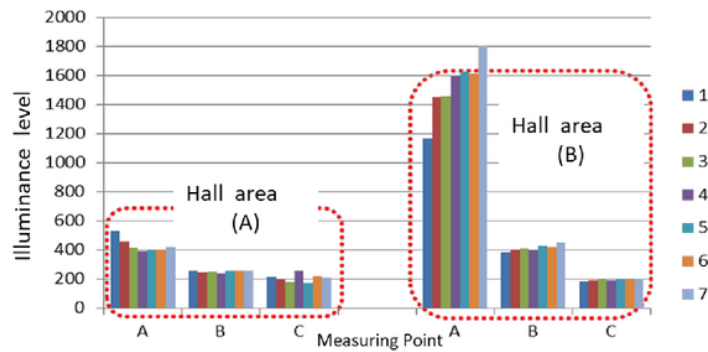 2000
1800
1600
1400
1200
1000
800
600
400
200
0
Illuminance level
Hall area
(A)
Hall area
(B)
A B C A B C
Measuring Point
1
2
3
4
5
6
7